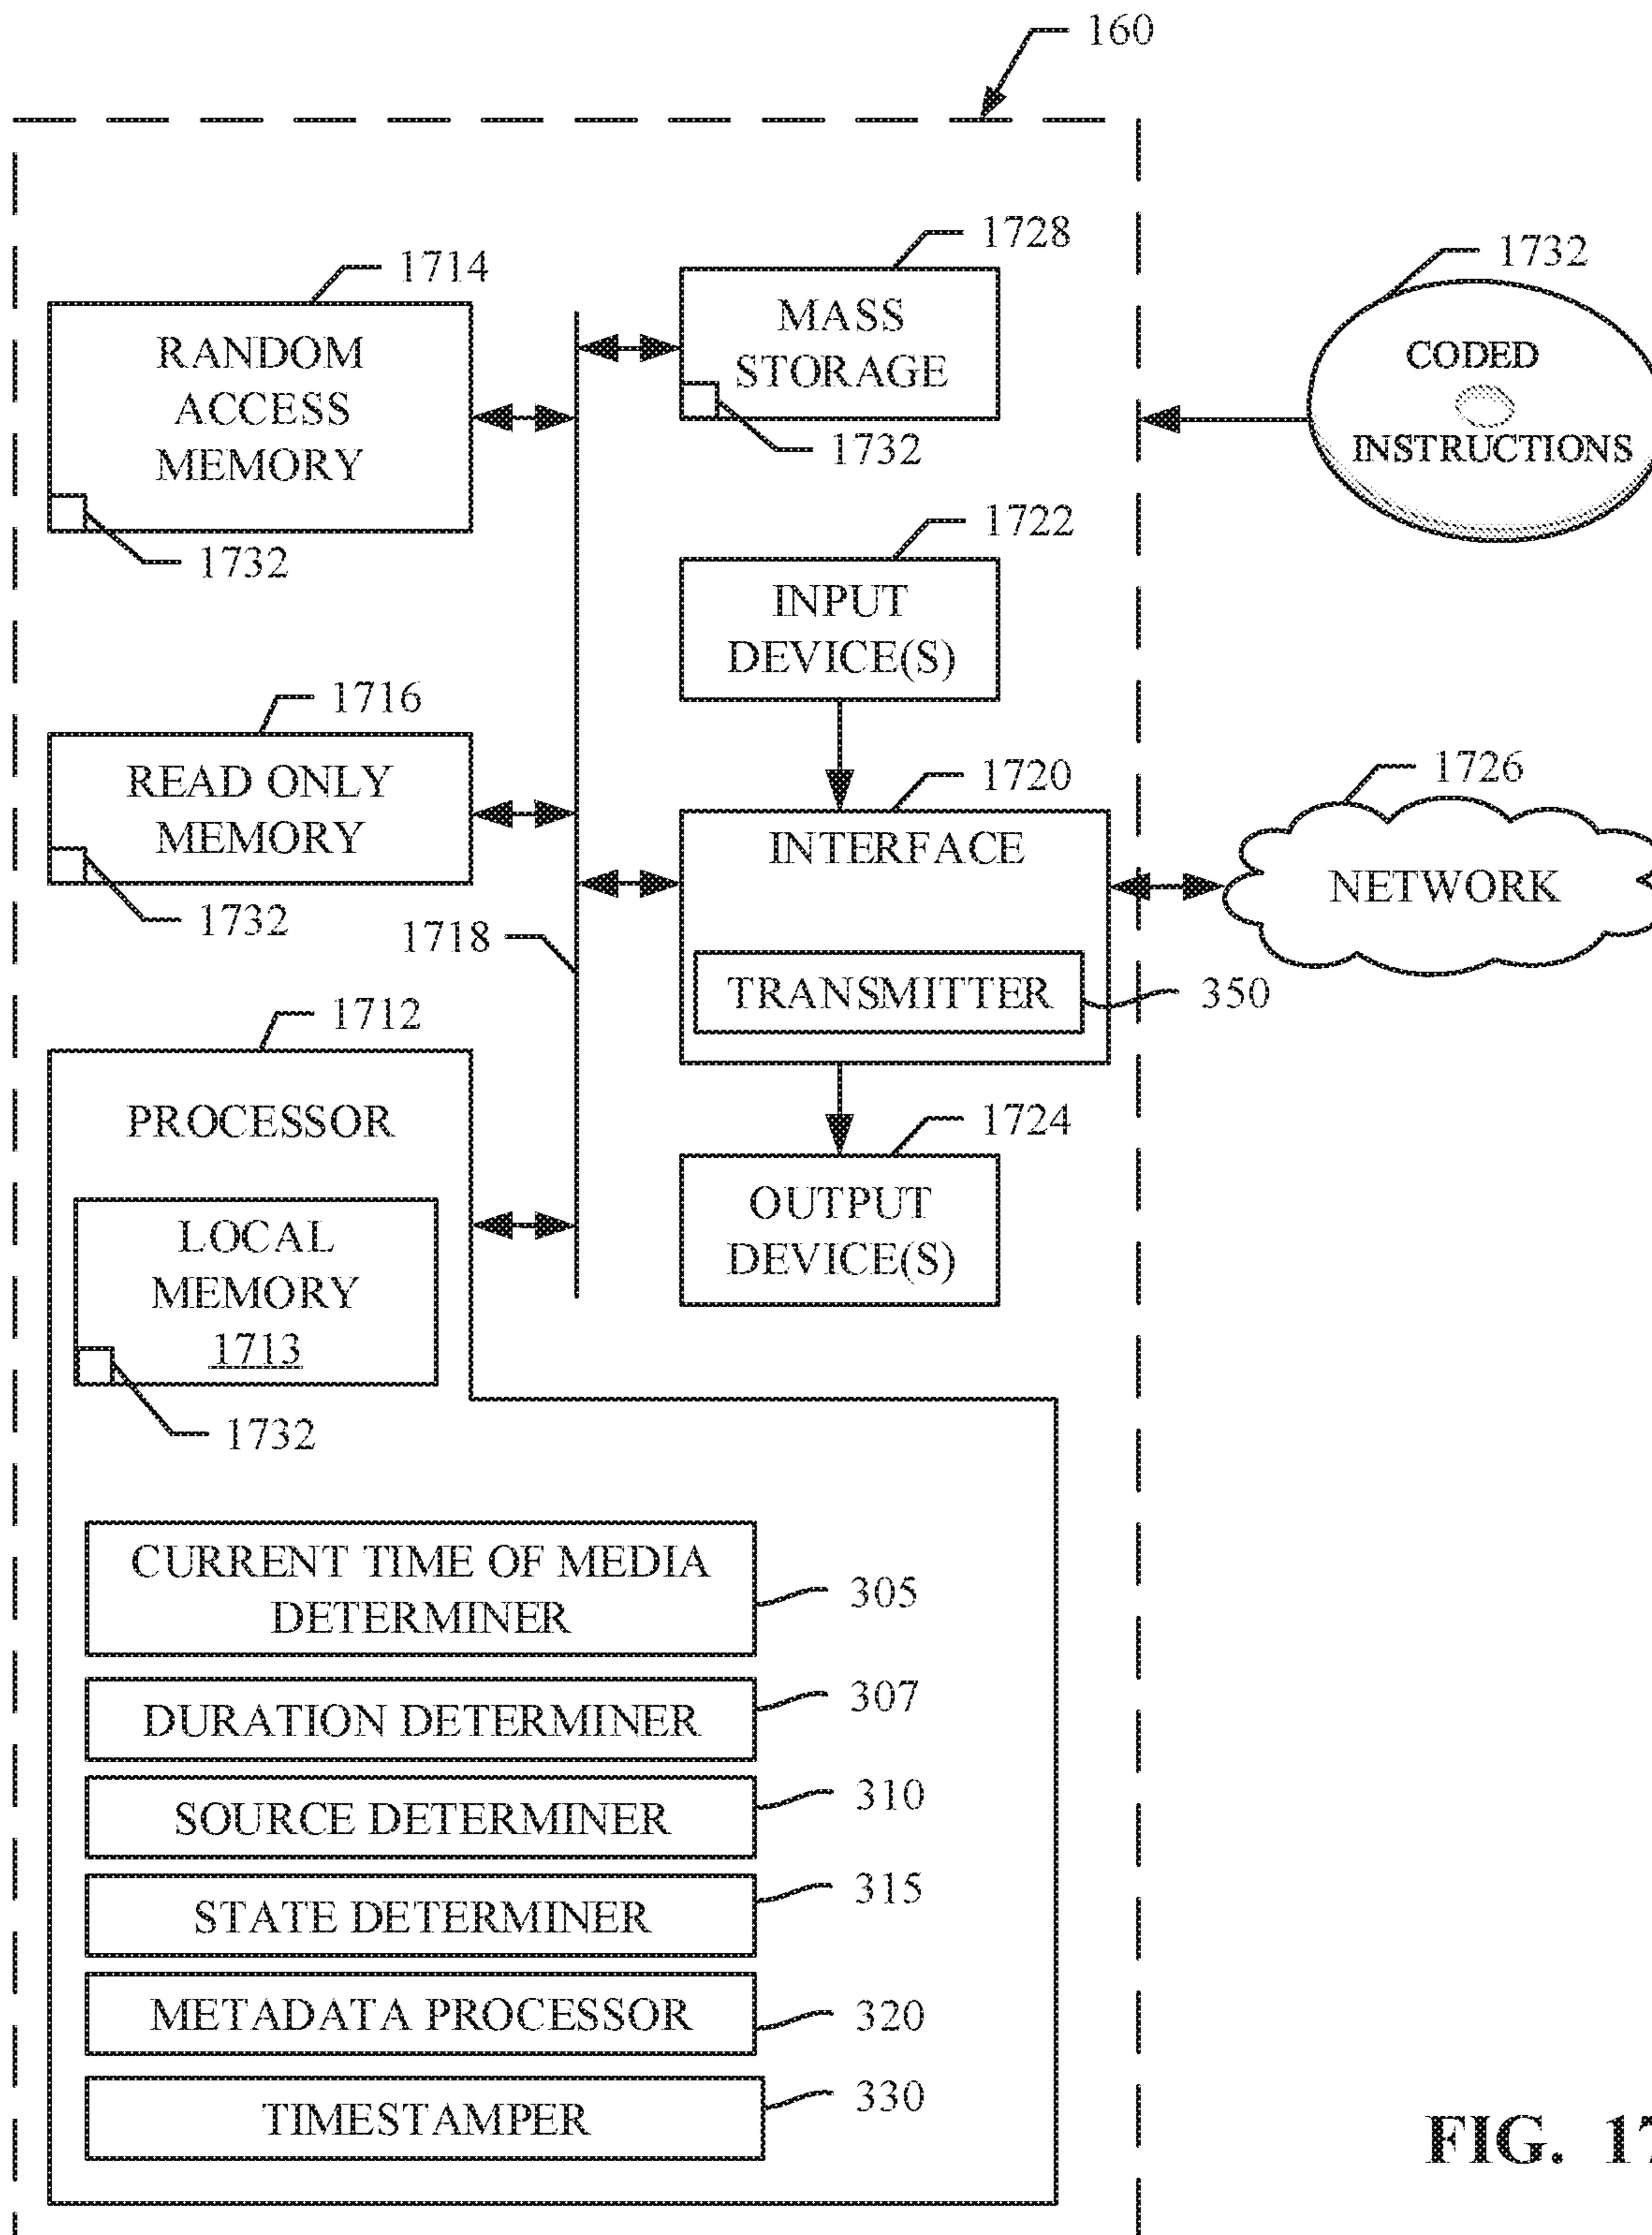 160
1728
1714
1732
MASS
STORAGE
RANDOM
ACCESS
MEMORY
CODED
INSTRUCTIONS
1732
1732
1722
INPUT
DEVICE(S)
1716
1726
READ ONLY
MEMORY
1720
INTERFACE
NETWORK
1732
1718
TRANSMITTER
350
1712
PROCESSOR
1724
OUTPUT
DEVICE(S)
LOCAL
MEMORY
1713
1732
CURRENT TIME OF MEDIA
DETERMINER
305
DURATION DETERMINER
307
SOURCE DETERMINER
310
STATE DETERMINER
315
METADATA PROCESSOR
320
TIMESTAMPER
330
FIG. 17